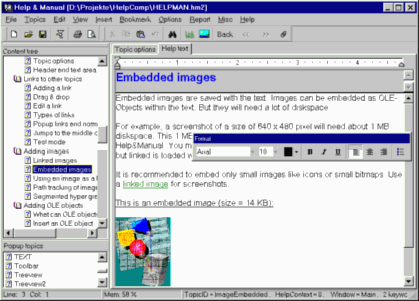 Help & Manual [D:\Projekte\HelpComp\HELPMAN.hm2]
File Topics Edit View Insert Bookmark Options Report Misc Help
Back
Content tree
Topic options
Header and text area
Links to other topics
Adding a link
Drag & drop
Edit a link
Types of links
Popup links and norm
Jumps to the middle o
Test mode
Adding images
Linked images
Embedded images
Using an image as a l
Path tracking of imag
Segmented hyper gra
Adding OLE objects
What can OLE objects
Insert an OLE object
Popup topics
TEXT
Toolbar
Treeview
Treeview2
Topic options Help text
Embedded images
Embedded images are saved with the text. Images can be embedded as OLE-
Objects within the text. But they will need a lot of diskspace
For example, a screenshot of a size of 640 x 480 pixel will need about 1 MB
diskspace. This 1 ME
Help&Manual. You m
but linked is loaded w
Format
Arial 10 B I U
It is recommended to embed only small images like icons or small bitmaps. Use
a linked image for screenshots.
This is an embedded image (size = 14 KB):
Line: 3 Col: 1 Mem: 58 % TopicID = ImageEmbedded. HelpContext = 8. Window = Main. 2 keywo